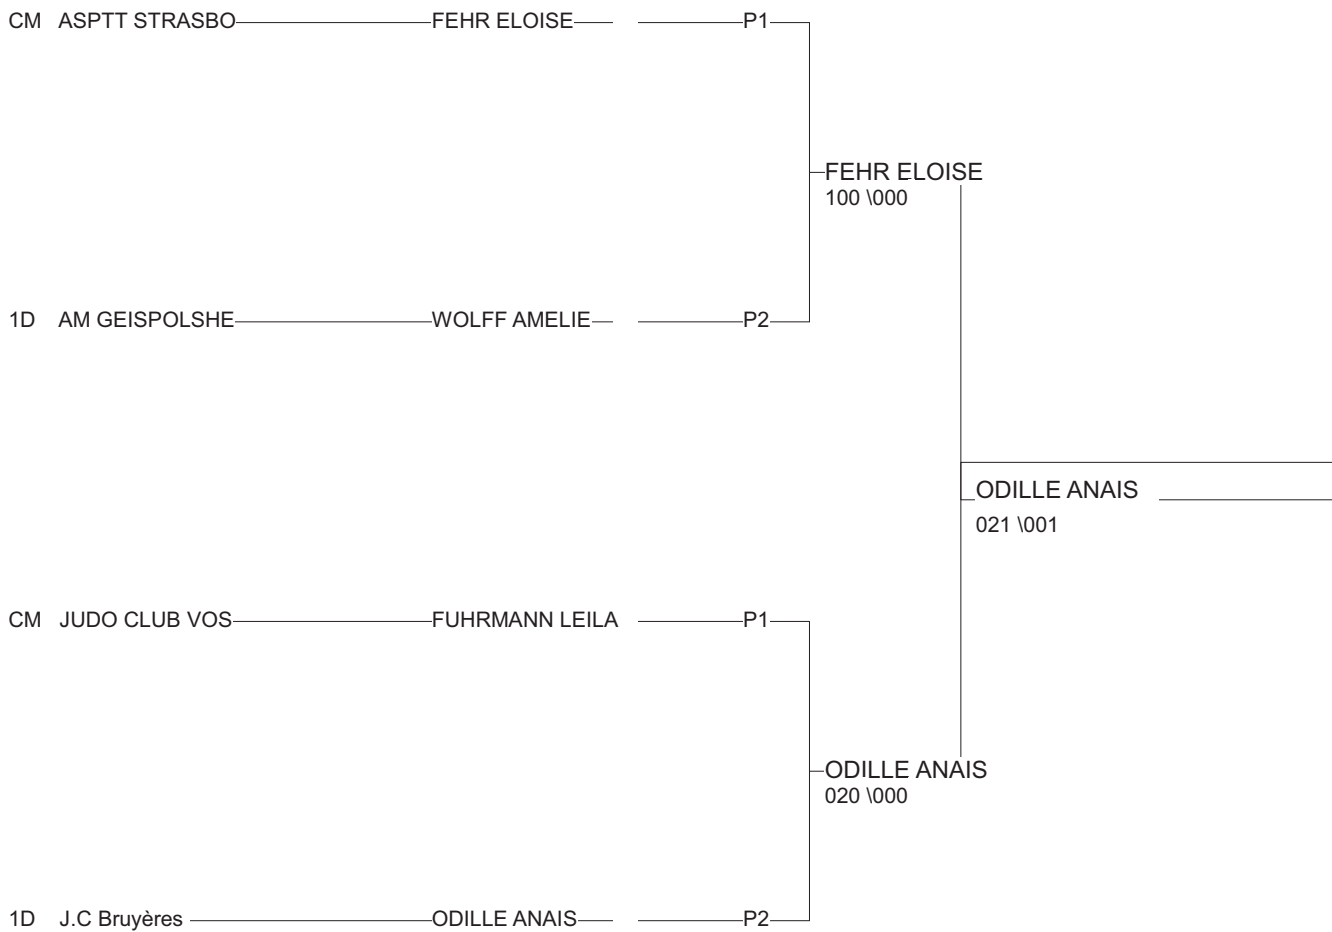 CM ASPTT STRASBO FEHR ELOISE P1
FEHR ELOISE
100 \000
1D AM GEISPOLSHE WOLFF AMELIE P2
ODILLE ANAIS
021 \001
CM JUDO CLUB VOS FUHRMANN LEILA P1
ODILLE ANAIS
020 \000
1D J.C Bruyères ODILLE ANAIS P2